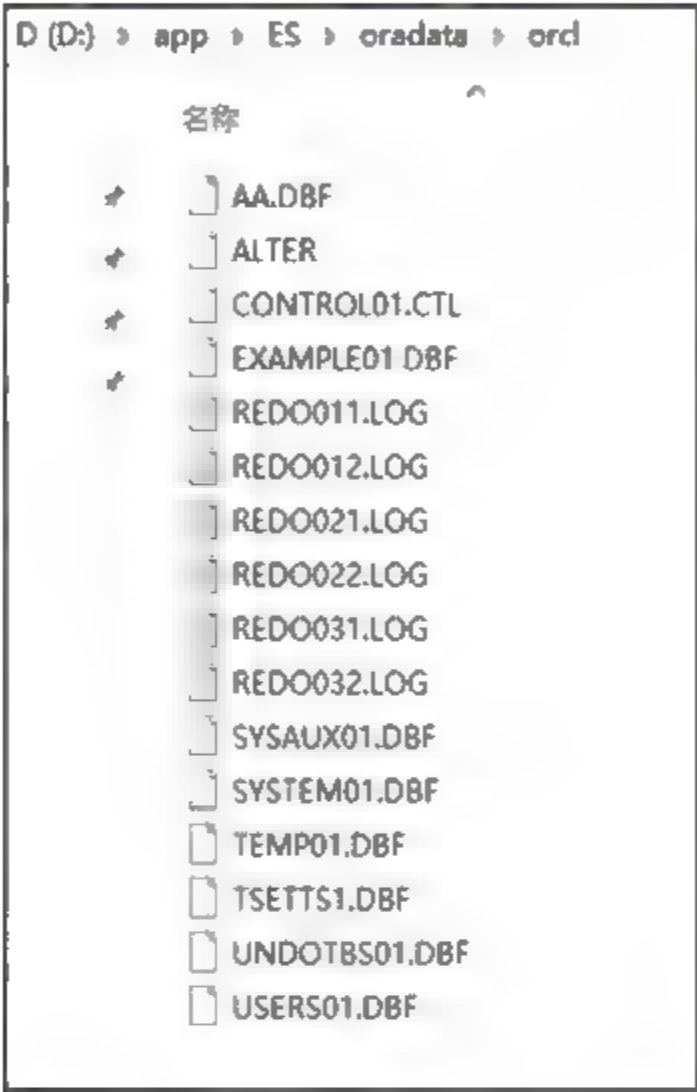 D (D:) › app › ES › oradata › orcl
名称
AA.DBF
ALTER
CONTROL01.CTL
EXAMPLE01.DBF
REDO011.LOG
REDO012.LOG
REDO021.LOG
REDO022.LOG
REDO031.LOG
REDO032.LOG
SYSAUX01.DBF
SYSTEM01.DBF
TEMP01.DBF
TSETTS1.DBF
UNDOTBS01.DBF
USERS01.DBF